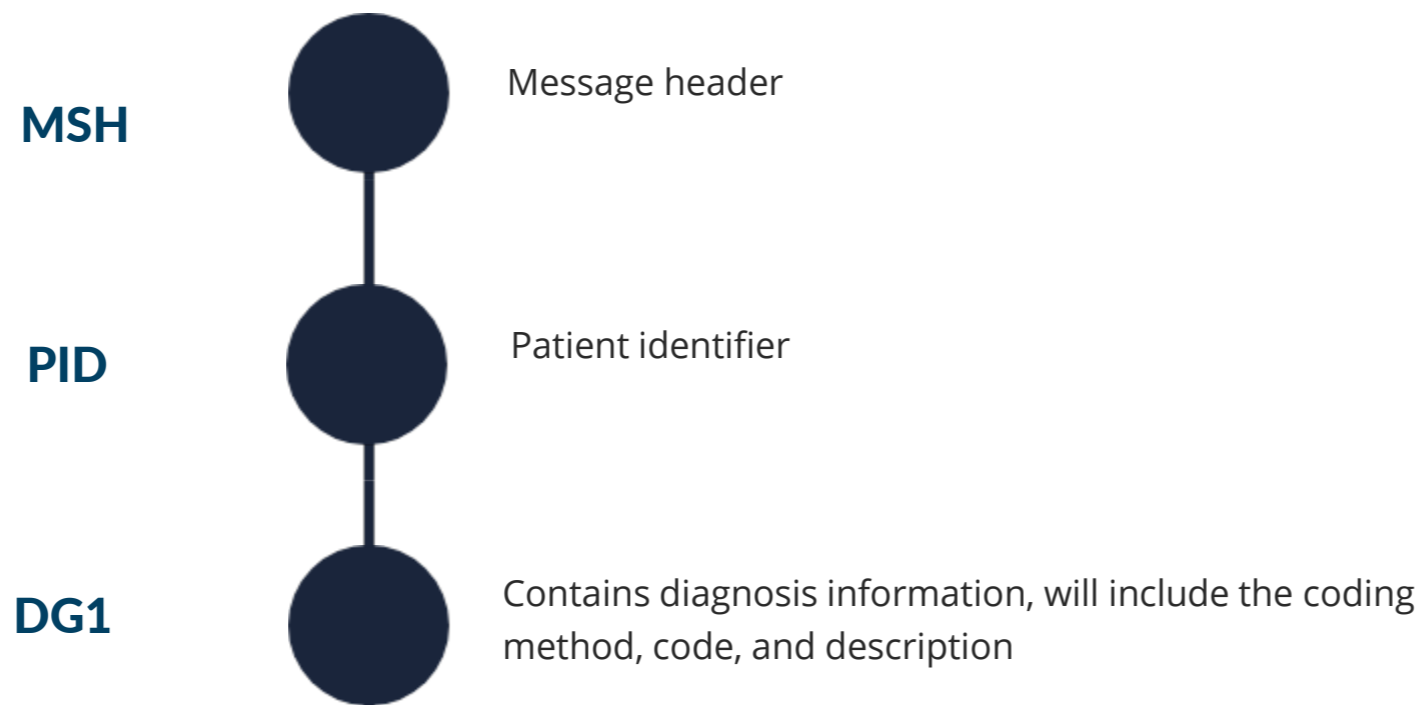 MSH
Message header
PID
Patient identifier
DG1
Contains diagnosis information, will include the coding
method, code, and description